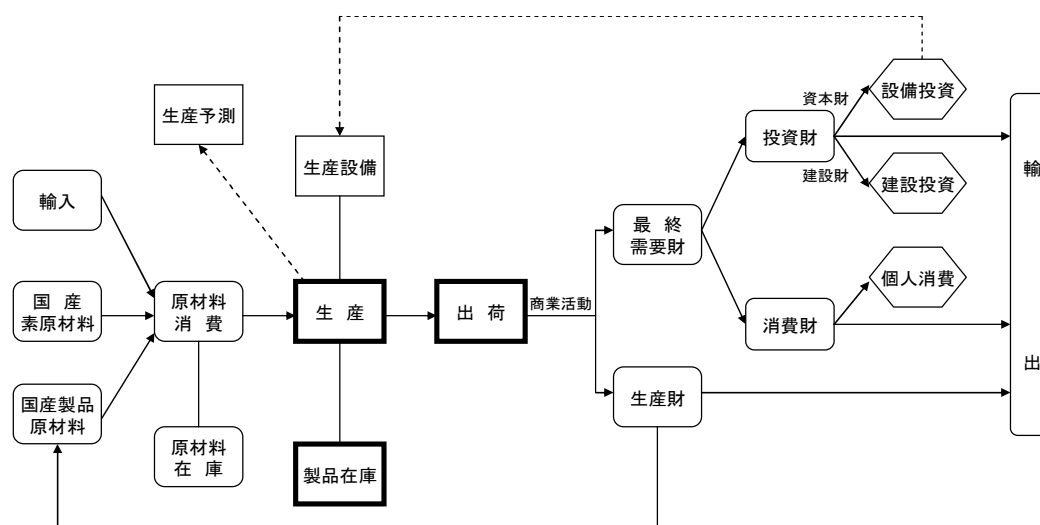 生産予測
生産設備
輸入
国 産
素原材料
国産製品
原材料
原材料
消 費
原材料
在 庫
生 産
製品在庫
出 荷
商業活動
最 終
需要財
生産財
投資財
消費財
資本財
建設財
設備投資
建設投資
個人消費
輸
出